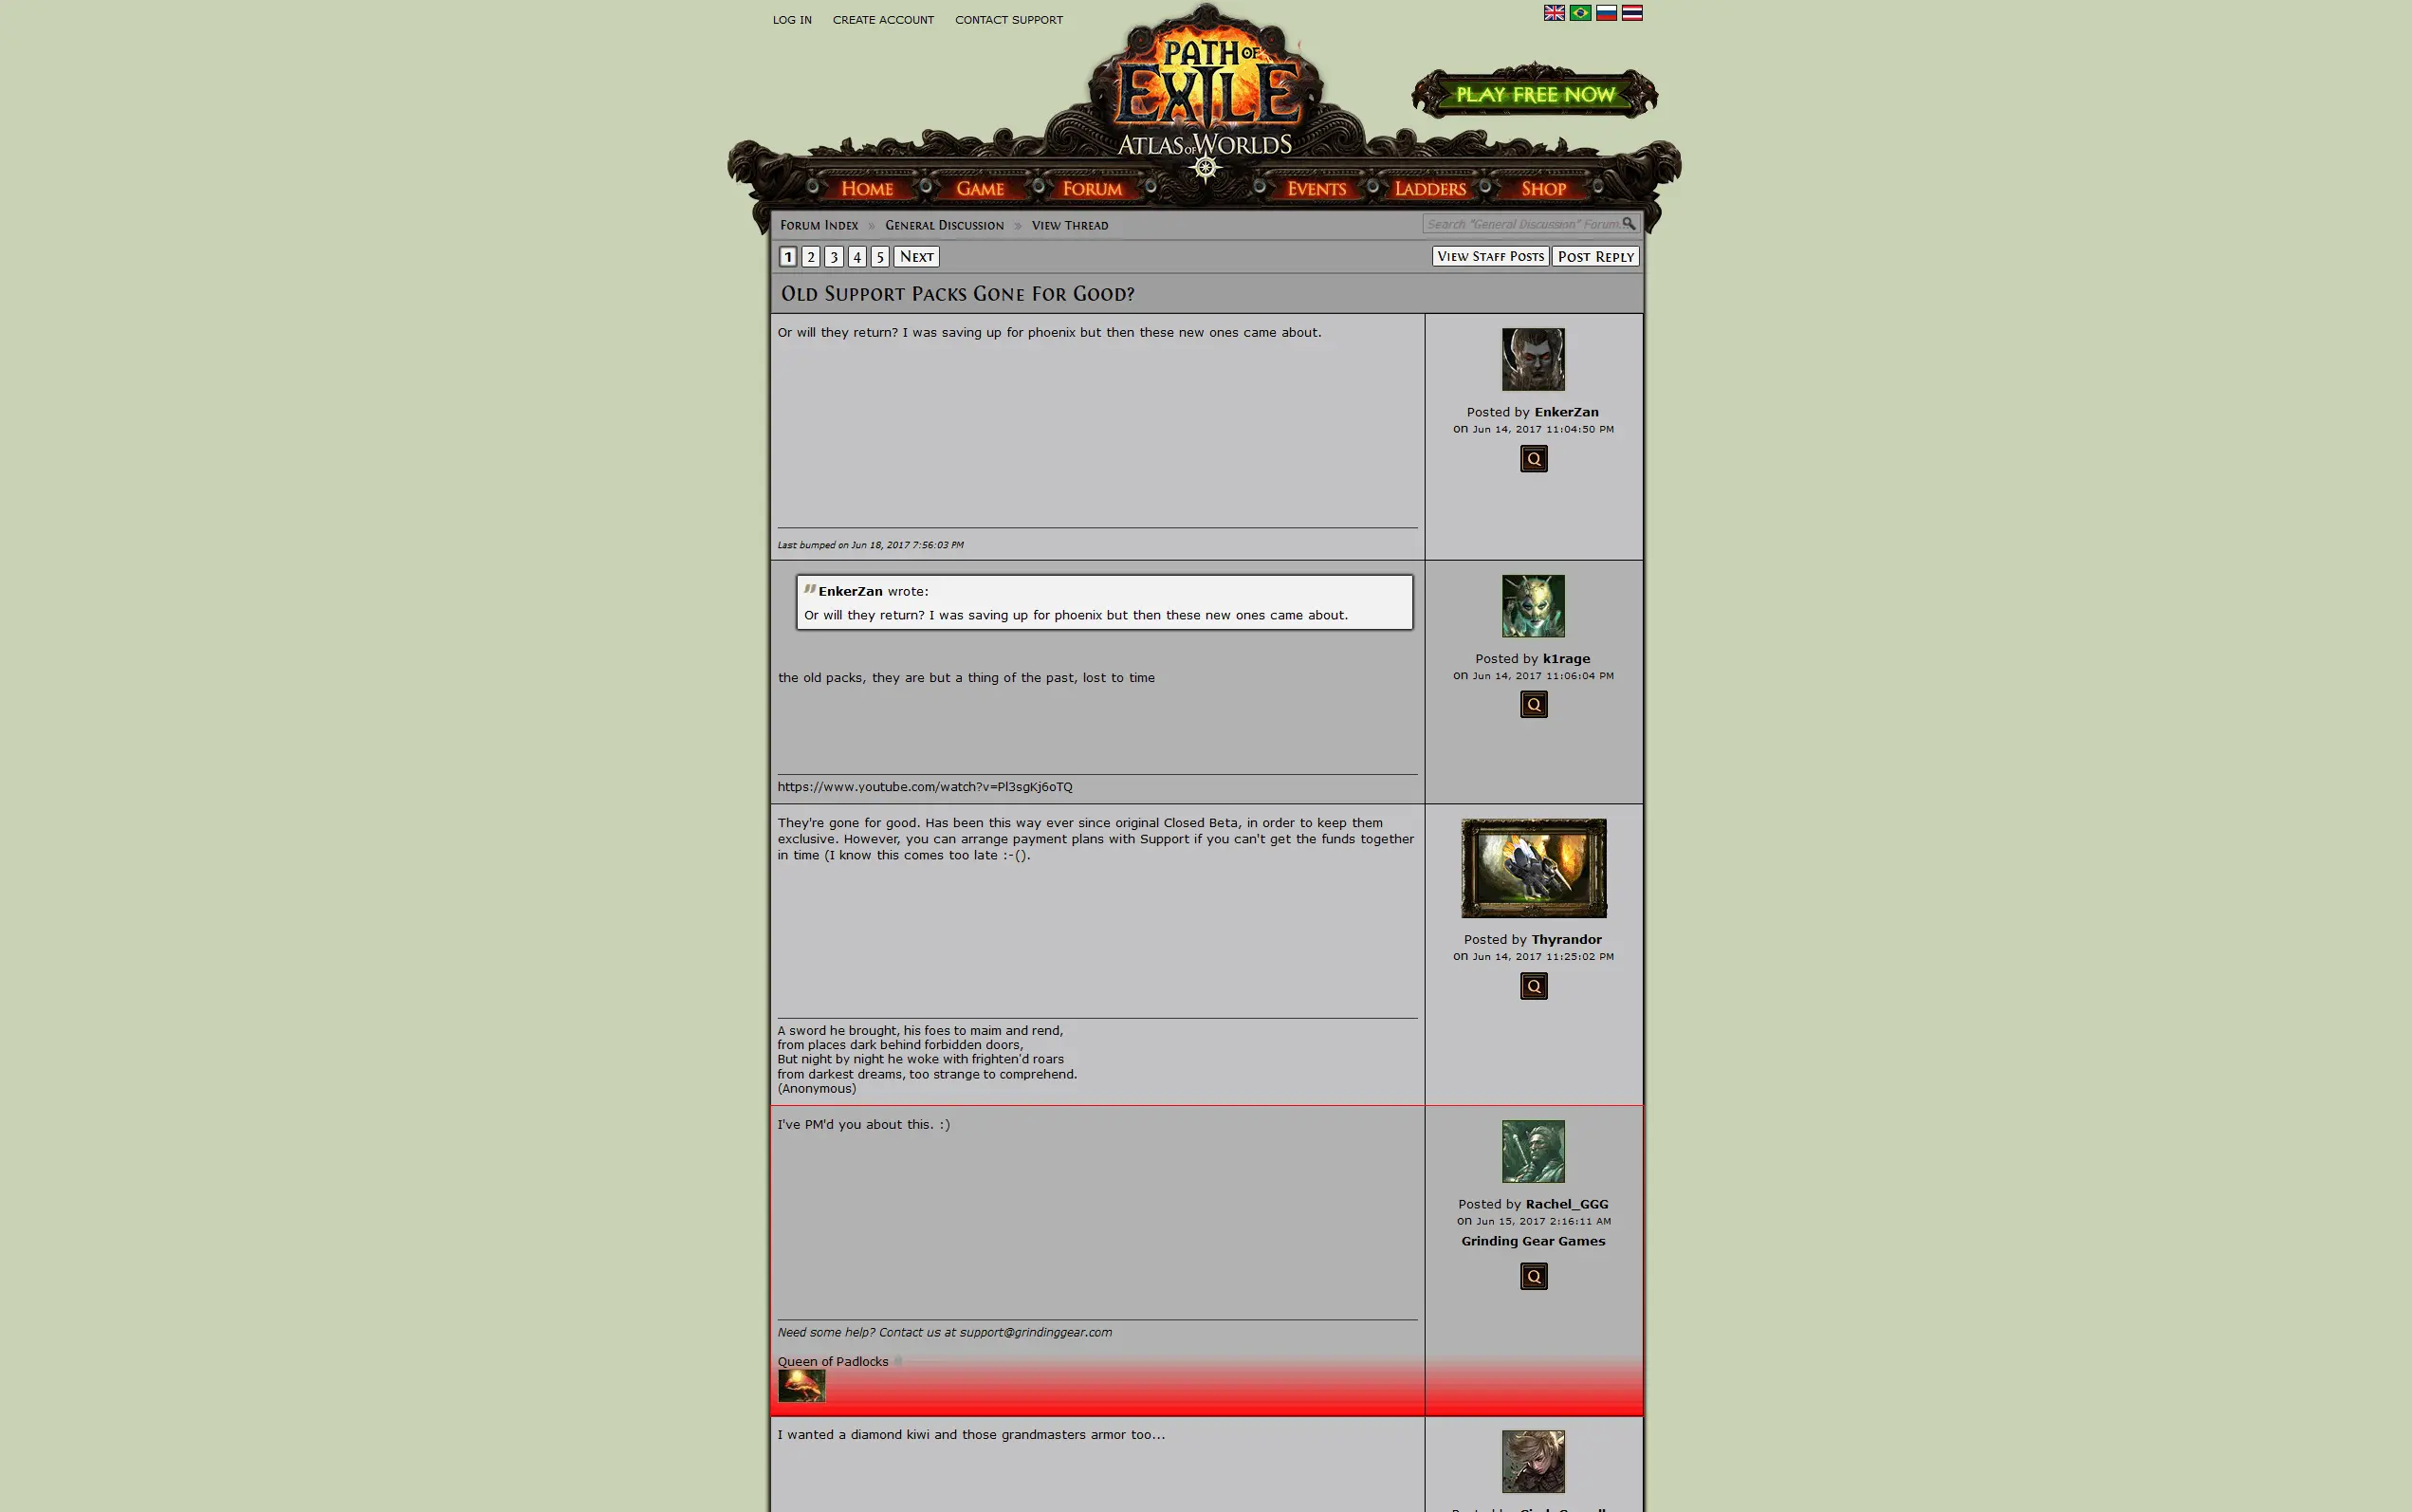 LOG IN CREATE ACCOUNT CONTACT SUPPORT
PATH OF
EXILE
ATLAS OF WORLDS
PLAY FREE NOW
HOME GAME FORUM EVENTS LADDERS SHOP
FORUM INDEX » GENERAL DISCUSSION » VIEW THREAD
Search "General Discussion" Forum...
1 2 3 4 5 NEXT
VIEW STAFF POSTS POST REPLY
OLD SUPPORT PACKS GONE FOR GOOD?
Or will they return? I was saving up for phoenix but then these new ones came about.
Posted by EnkerZan
on Jun 14, 2017 11:04:50 PM
Q
Last bumped on Jun 18, 2017 7:56:03 PM
EnkerZan wrote:
Or will they return? I was saving up for phoenix but then these new ones came about.
the old packs, they are but a thing of the past, lost to time
Posted by k1rage
on Jun 14, 2017 11:06:04 PM
Q
https://www.youtube.com/watch?v=Pl3sgKj6oTQ
They're gone for good. Has been this way ever since original Closed Beta, in order to keep them
exclusive. However, you can arrange payment plans with Support if you can't get the funds together
in time (I know this comes too late :-().
Posted by Thyrandor
on Jun 14, 2017 11:25:02 PM
Q
A sword he brought, his foes to maim and rend,
from places dark behind forbidden doors,
But night by night he woke with frighten'd roars
from darkest dreams, too strange to comprehend.
(Anonymous)
I've PM'd you about this. :)
Posted by Rachel_GGG
on Jun 15, 2017 2:16:11 AM
Grinding Gear Games
Q
Need some help? Contact us at support@grindinggear.com
Queen of Padlocks
I wanted a diamond kiwi and those grandmasters armor too...